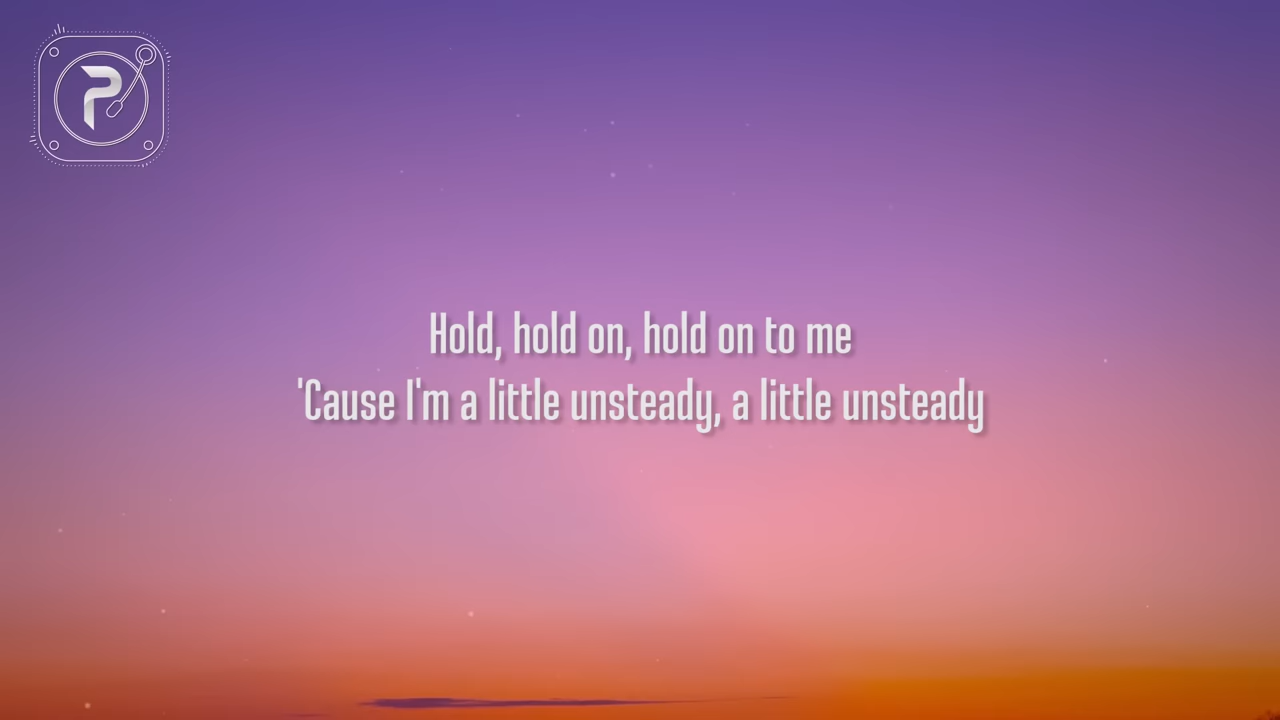 Hold, hold on, hold on to me
'Cause I'm a little unsteady, a little unsteady